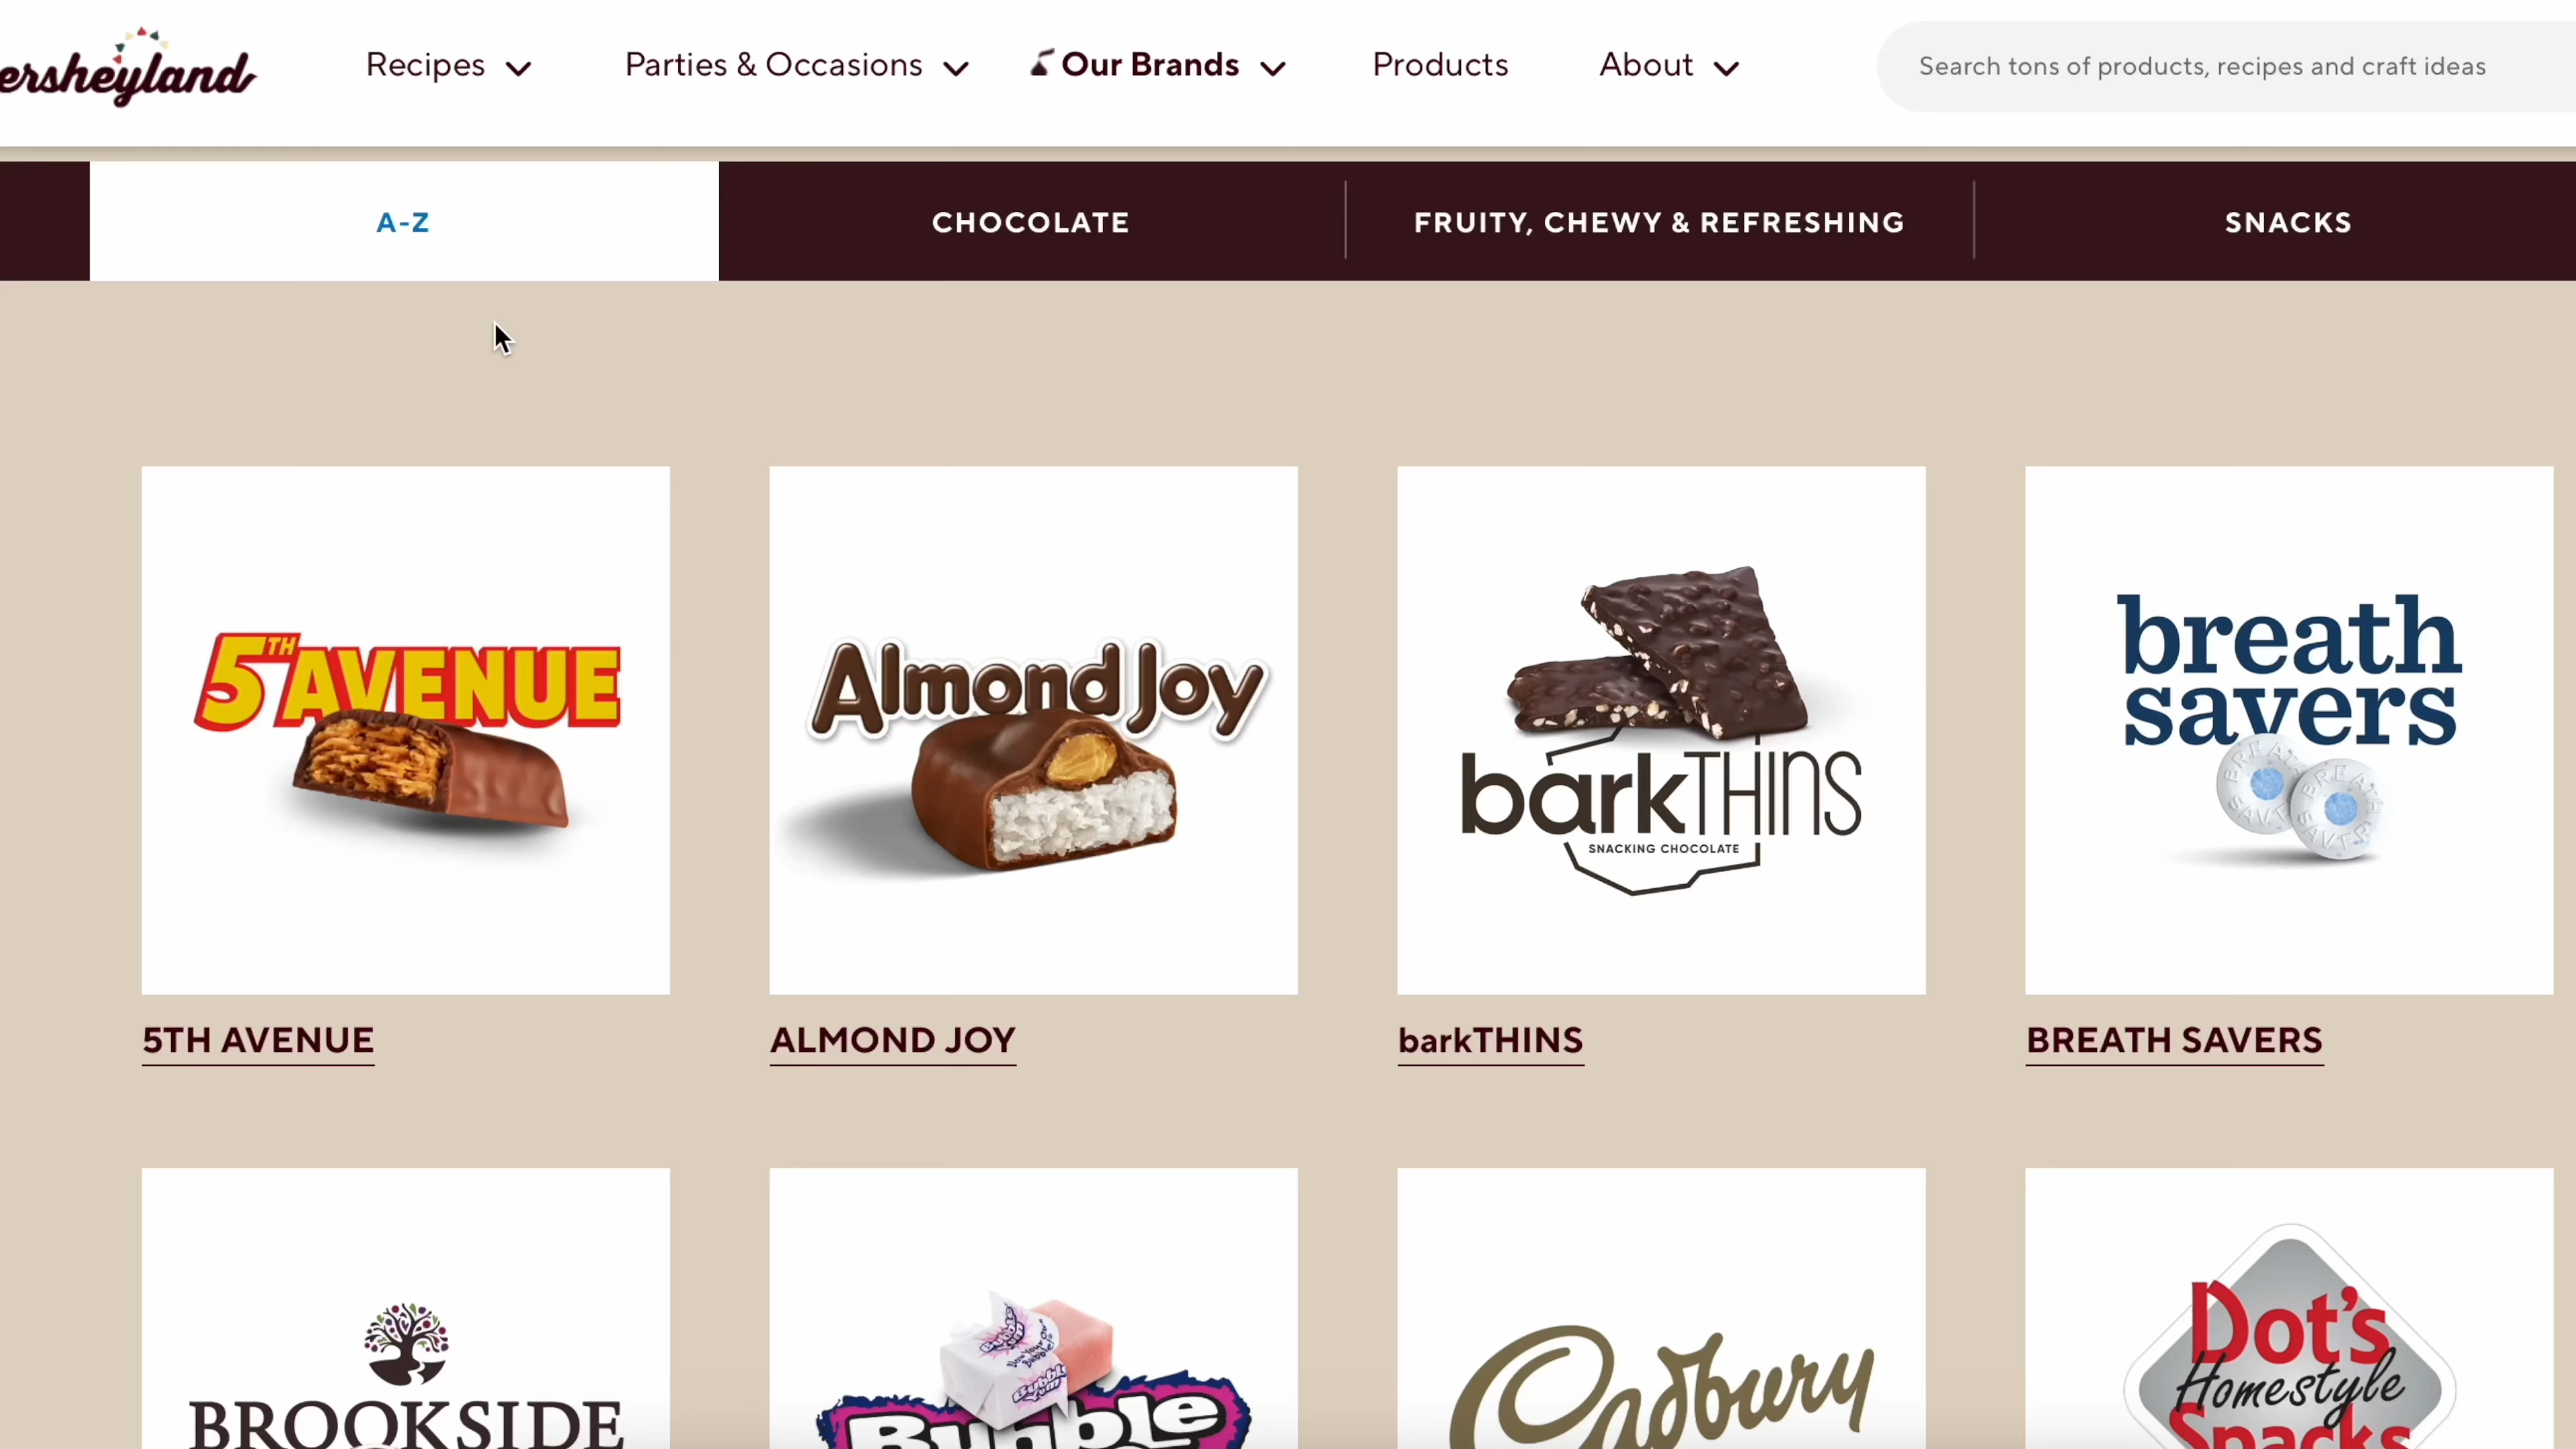 ersheyland
Recipes
Parties & Occasions
Our Brands
Products
About
Search tons of products, recipes and craft ideas
A-Z
CHOCOLATE
FRUITY, CHEWY & REFRESHING
SNACKS
5TH AVENUE
Almond Joy
barkTHINS
SNACKING CHOCOLATE
breath
savers
5TH AVENUE
ALMOND JOY
barkTHINS
BREATH SAVERS
BROOKSIDE
Bubble
Cadbury
Dot's
Homestyle
Snacks